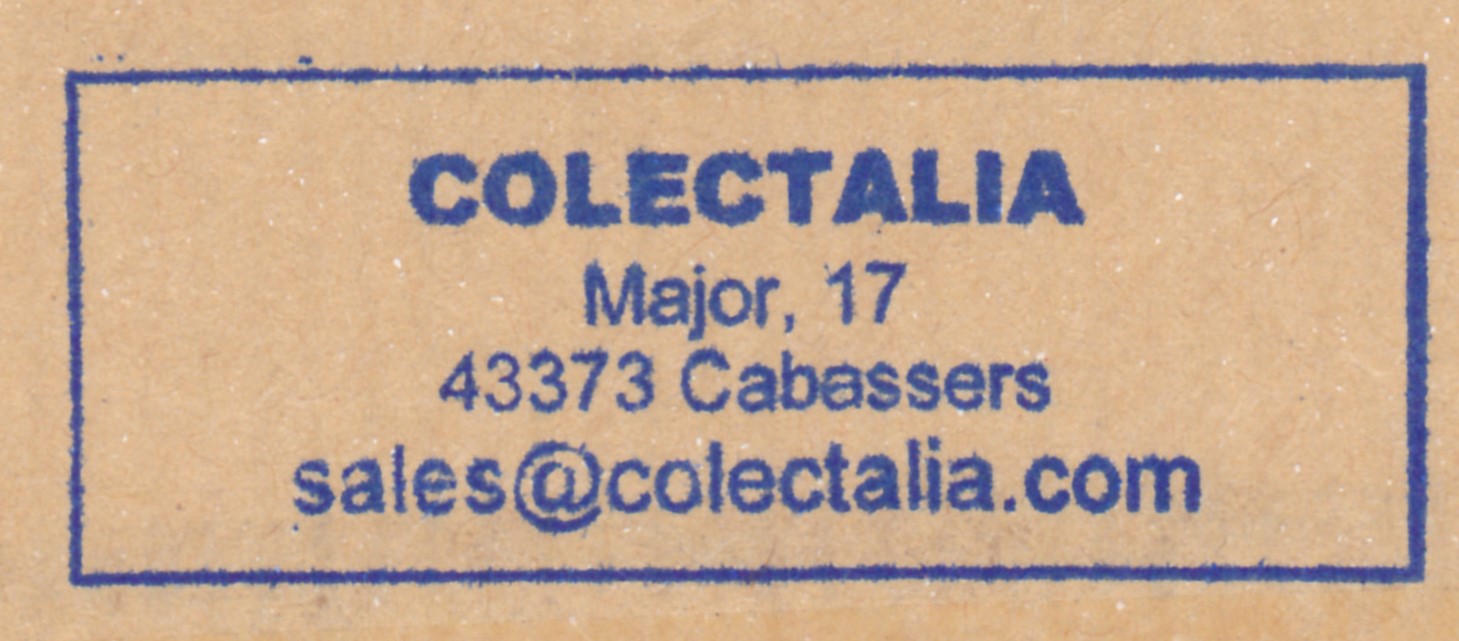 COLECTALIA
Major, 17
43373 Cabassers
sales@colectalia.com